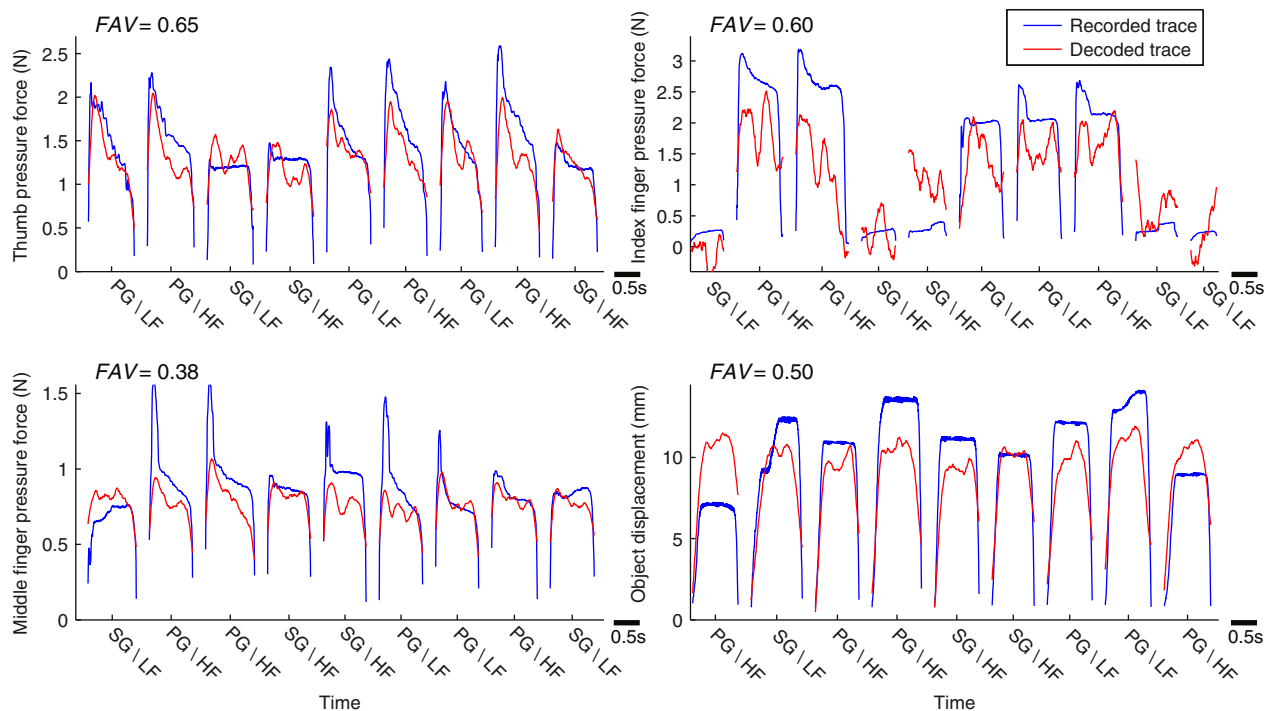 FAV = 0.65
Thumb pressure force (N)
2.5
2
1.5
1
0.5
0
PG \ LF
PG \ HF
SG \ LF
SG \ HF
PG \ LF
PG \ HF
PG \ LF
PG \ HF
SG \ HF
0.5s
FAV = 0.60
Recorded trace
Decoded trace
Index finger pressure force (N)
3
2.5
2
1.5
1
0.5
0
SG \ LF
PG \ HF
PG \ HF
SG \ HF
SG \ HF
PG \ LF
PG \ LF
PG \ HF
SG \ LF
SG \ LF
0.5s
FAV = 0.38
Middle finger pressure force (N)
1.5
1
0.5
0
SG \ LF
PG \ HF
PG \ HF
SG \ HF
SG \ HF
PG \ LF
PG \ LF
PG \ HF
SG \ LF
0.5s
Time
FAV = 0.50
Object displacement (mm)
10
5
0
PG \ HF
SG \ LF
PG \ HF
PG \ HF
SG \ HF
SG \ HF
PG \ LF
PG \ LF
PG \ HF
0.5s
Time